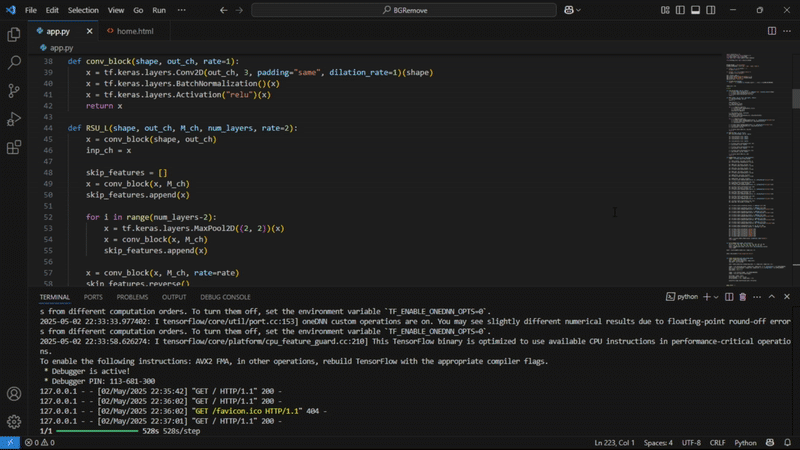 File Edit Selection View Go Run ··· BGRemove
app.py home.html
app.py
38 def conv_block(shape, out_ch, rate=1):
39 x = tf.keras.layers.Conv2D(out_ch, 3, padding="same", dilation_rate=1)(shape)
40 x = tf.keras.layers.BatchNormalization()(x)
41 x = tf.keras.layers.Activation("relu")(x)
42 return x
43
44 def RSU_L(shape, out_ch, M_ch, num_layers, rate=2):
45 x = conv_block(shape, out_ch)
46 inp_ch = x
47
48 skip_features = []
49 x = conv_block(x, M_ch)
50 skip_features.append(x)
51
52 for i in range(num_layers-2):
53 x = tf.keras.layers.MaxPool2D((2, 2))(x)
54 x = conv_block(x, M_ch)
55 skip_features.append(x)
56
57 x = conv_block(x, M_ch, rate=rate)
58 skip_features.reverse()
TERMINAL PORTS PROBLEMS OUTPUT DEBUG CONSOLE python
s from different computation orders. To turn them off, set the environment variable `TF_ENABLE_ONEDNN_OPTS=0`.
2025-05-02 22:33:33.977402: I tensorflow/core/util/port.cc:153] oneDNN custom operations are on. You may see slightly different numerical results due to floating-point round-off error
s from different computation orders. To turn them off, set the environment variable `TF_ENABLE_ONEDNN_OPTS=0`.
2025-05-02 22:33:58.626274: I tensorflow/core/platform/cpu_feature_guard.cc:210] This TensorFlow binary is optimized to use available CPU instructions in performance-critical operatio
ns.
To enable the following instructions: AVX2 FMA, in other operations, rebuild TensorFlow with the appropriate compiler flags.
* Debugger is active!
* Debugger PIN: 113-681-300
127.0.0.1 - - [02/May/2025 22:35:42] "GET / HTTP/1.1" 200 -
127.0.0.1 - - [02/May/2025 22:36:02] "GET / HTTP/1.1" 200 -
127.0.0.1 - - [02/May/2025 22:36:02] "GET /favicon.ico HTTP/1.1" 404 -
127.0.0.1 - - [02/May/2025 22:37:01] "GET / HTTP/1.1" 200 -
1/1 528s 528s/step
0 0 Ln 223, Col 1 Spaces: 4 UTF-8 CRLF Python